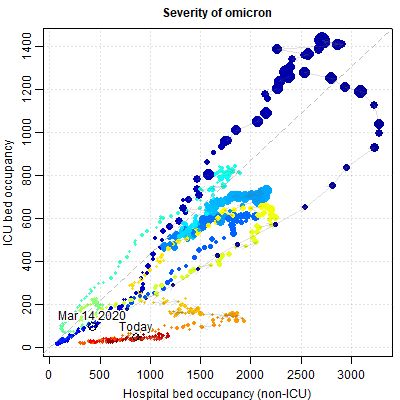 Severity of omicron
ICU bed occupancy
1400
1200
1000
800
600
400
200
0
Mar 14 2020
Today
0 500 1000 1500 2000 2500 3000
Hospital bed occupancy (non-ICU)